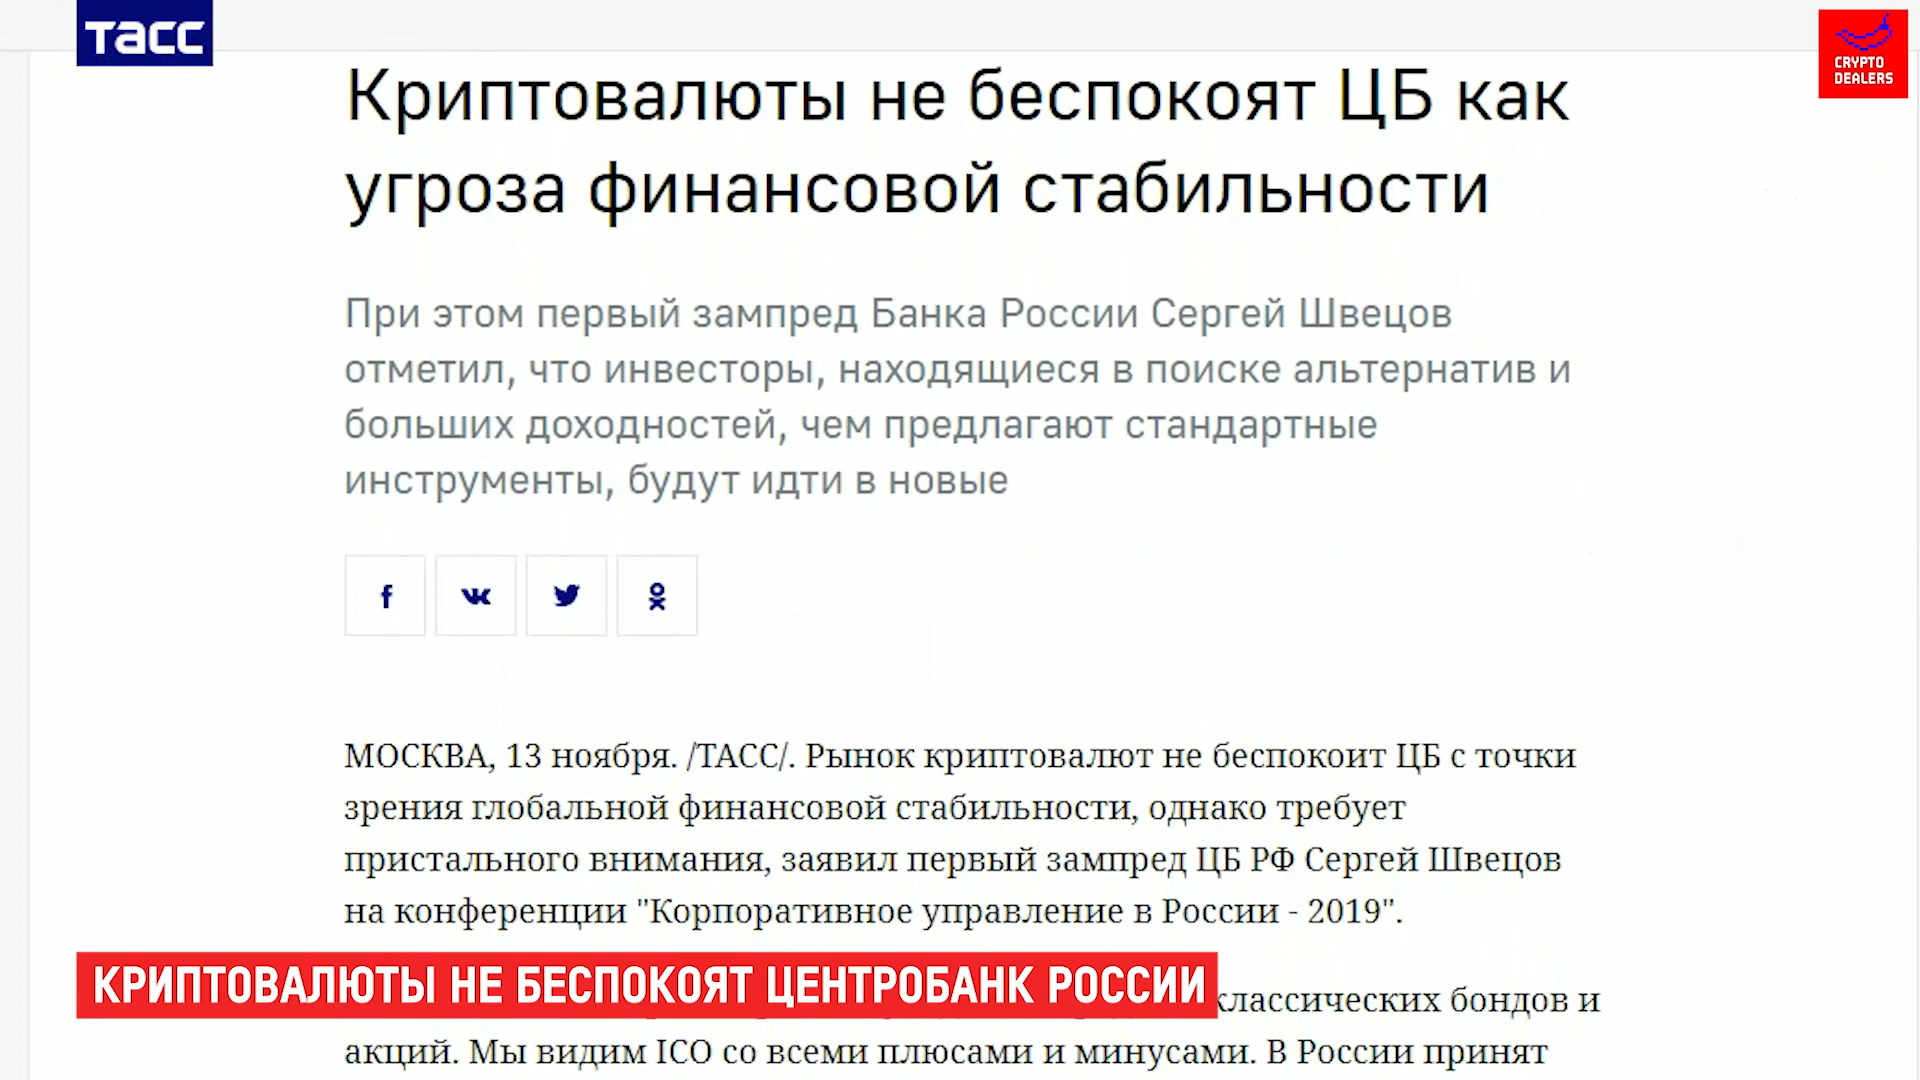 тасс
CRYPTO
DEALERS
Криптовалюты не беспокоят ЦБ как
угроза финансовой стабильности
При этом первый зампред Банка России Сергей Швецов
отметил, что инвесторы, находящиеся в поиске альтернатив и
больших доходностей, чем предлагают стандартные
инструменты, будут идти в новые
МОСКВА, 13 ноября. /ТАСС/. Рынок криптовалют не беспокоит ЦБ с точки
зрения глобальной финансовой стабильности, однако требует
пристального внимания, заявил первый зампред ЦБ РФ Сергей Швецов
на конференции "Корпоративное управление в России - 2019".
КРИПТОВАЛЮТЫ НЕ БЕСПОКОЯТ ЦЕНТРОБАНК РОССИИ
классических бондов и
акций. Мы видим ICO со всеми плюсами и минусами. В России принят